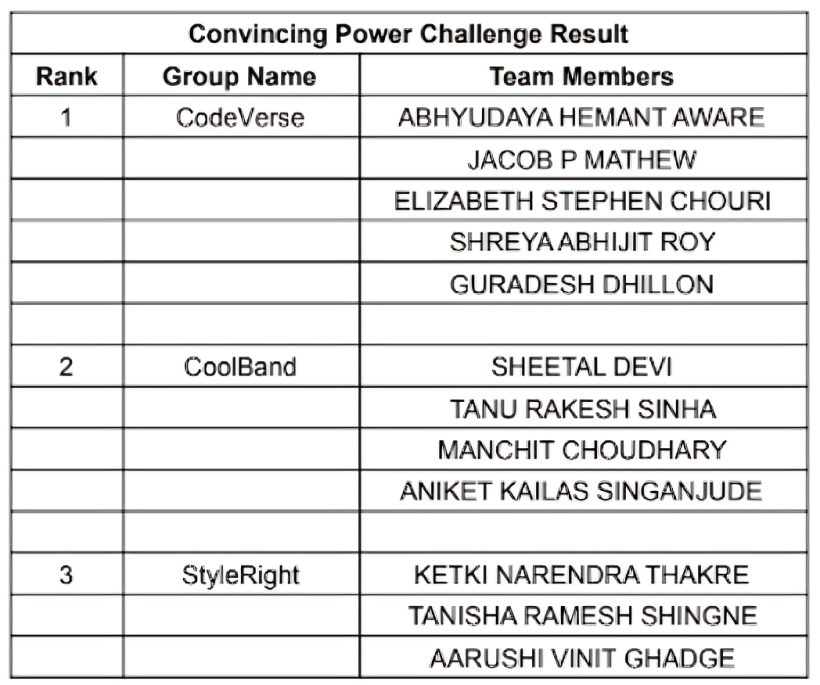 Convincing Power Challenge Result
Rank Group Name Team Members
1 CodeVerse ABHYUDAYA HEMANT AWARE
JACOB P MATHEW
ELIZABETH STEPHEN CHOURI
SHREYA ABHIJIT ROY
GURADESH DHILLON
2 CoolBand SHEETAL DEVI
TANU RAKESH SINHA
MANCHIT CHOUDHARY
ANIKET KAILAS SINGANJUDE
3 StyleRight KETKI NARENDRA THAKRE
TANISHA RAMESH SHINGNE
AARUSHI VINIT GHADGE